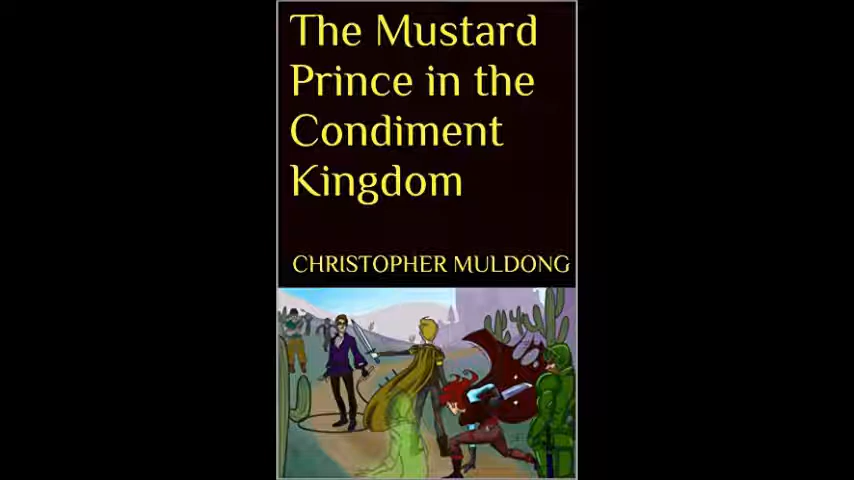 The Mustard
Prince in the
Condiment
Kingdom
CHRISTOPHER MULDONG